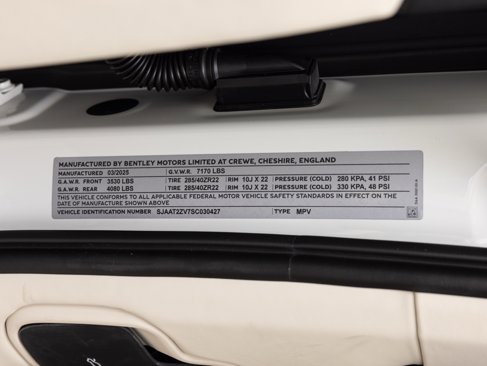 MANUFACTURED BY BENTLEY MOTORS LIMITED AT CREWE, CHESHIRE, ENGLAND
MANUFACTURED 03/2025 G.V.W.R. 7170 LBS
G.A.W.R. FRONT 3530 LBS TIRE 285/40ZR22 RIM 10J X 22 PRESSURE (COLD) 280 KPA, 41 PSI
G.A.W.R. REAR 4080 LBS TIRE 285/40ZR22 RIM 10J X 22 PRESSURE (COLD) 330 KPA, 48 PSI
THIS VEHICLE CONFORMS TO ALL APPLICABLE FEDERAL MOTOR VEHICLE SAFETY STANDARDS IN EFFECT ON THE
DATE OF MANUFACTURE SHOWN ABOVE
VEHICLE IDENTIFICATION NUMBER SJAAT2ZV7SC030427 TYPE MPV